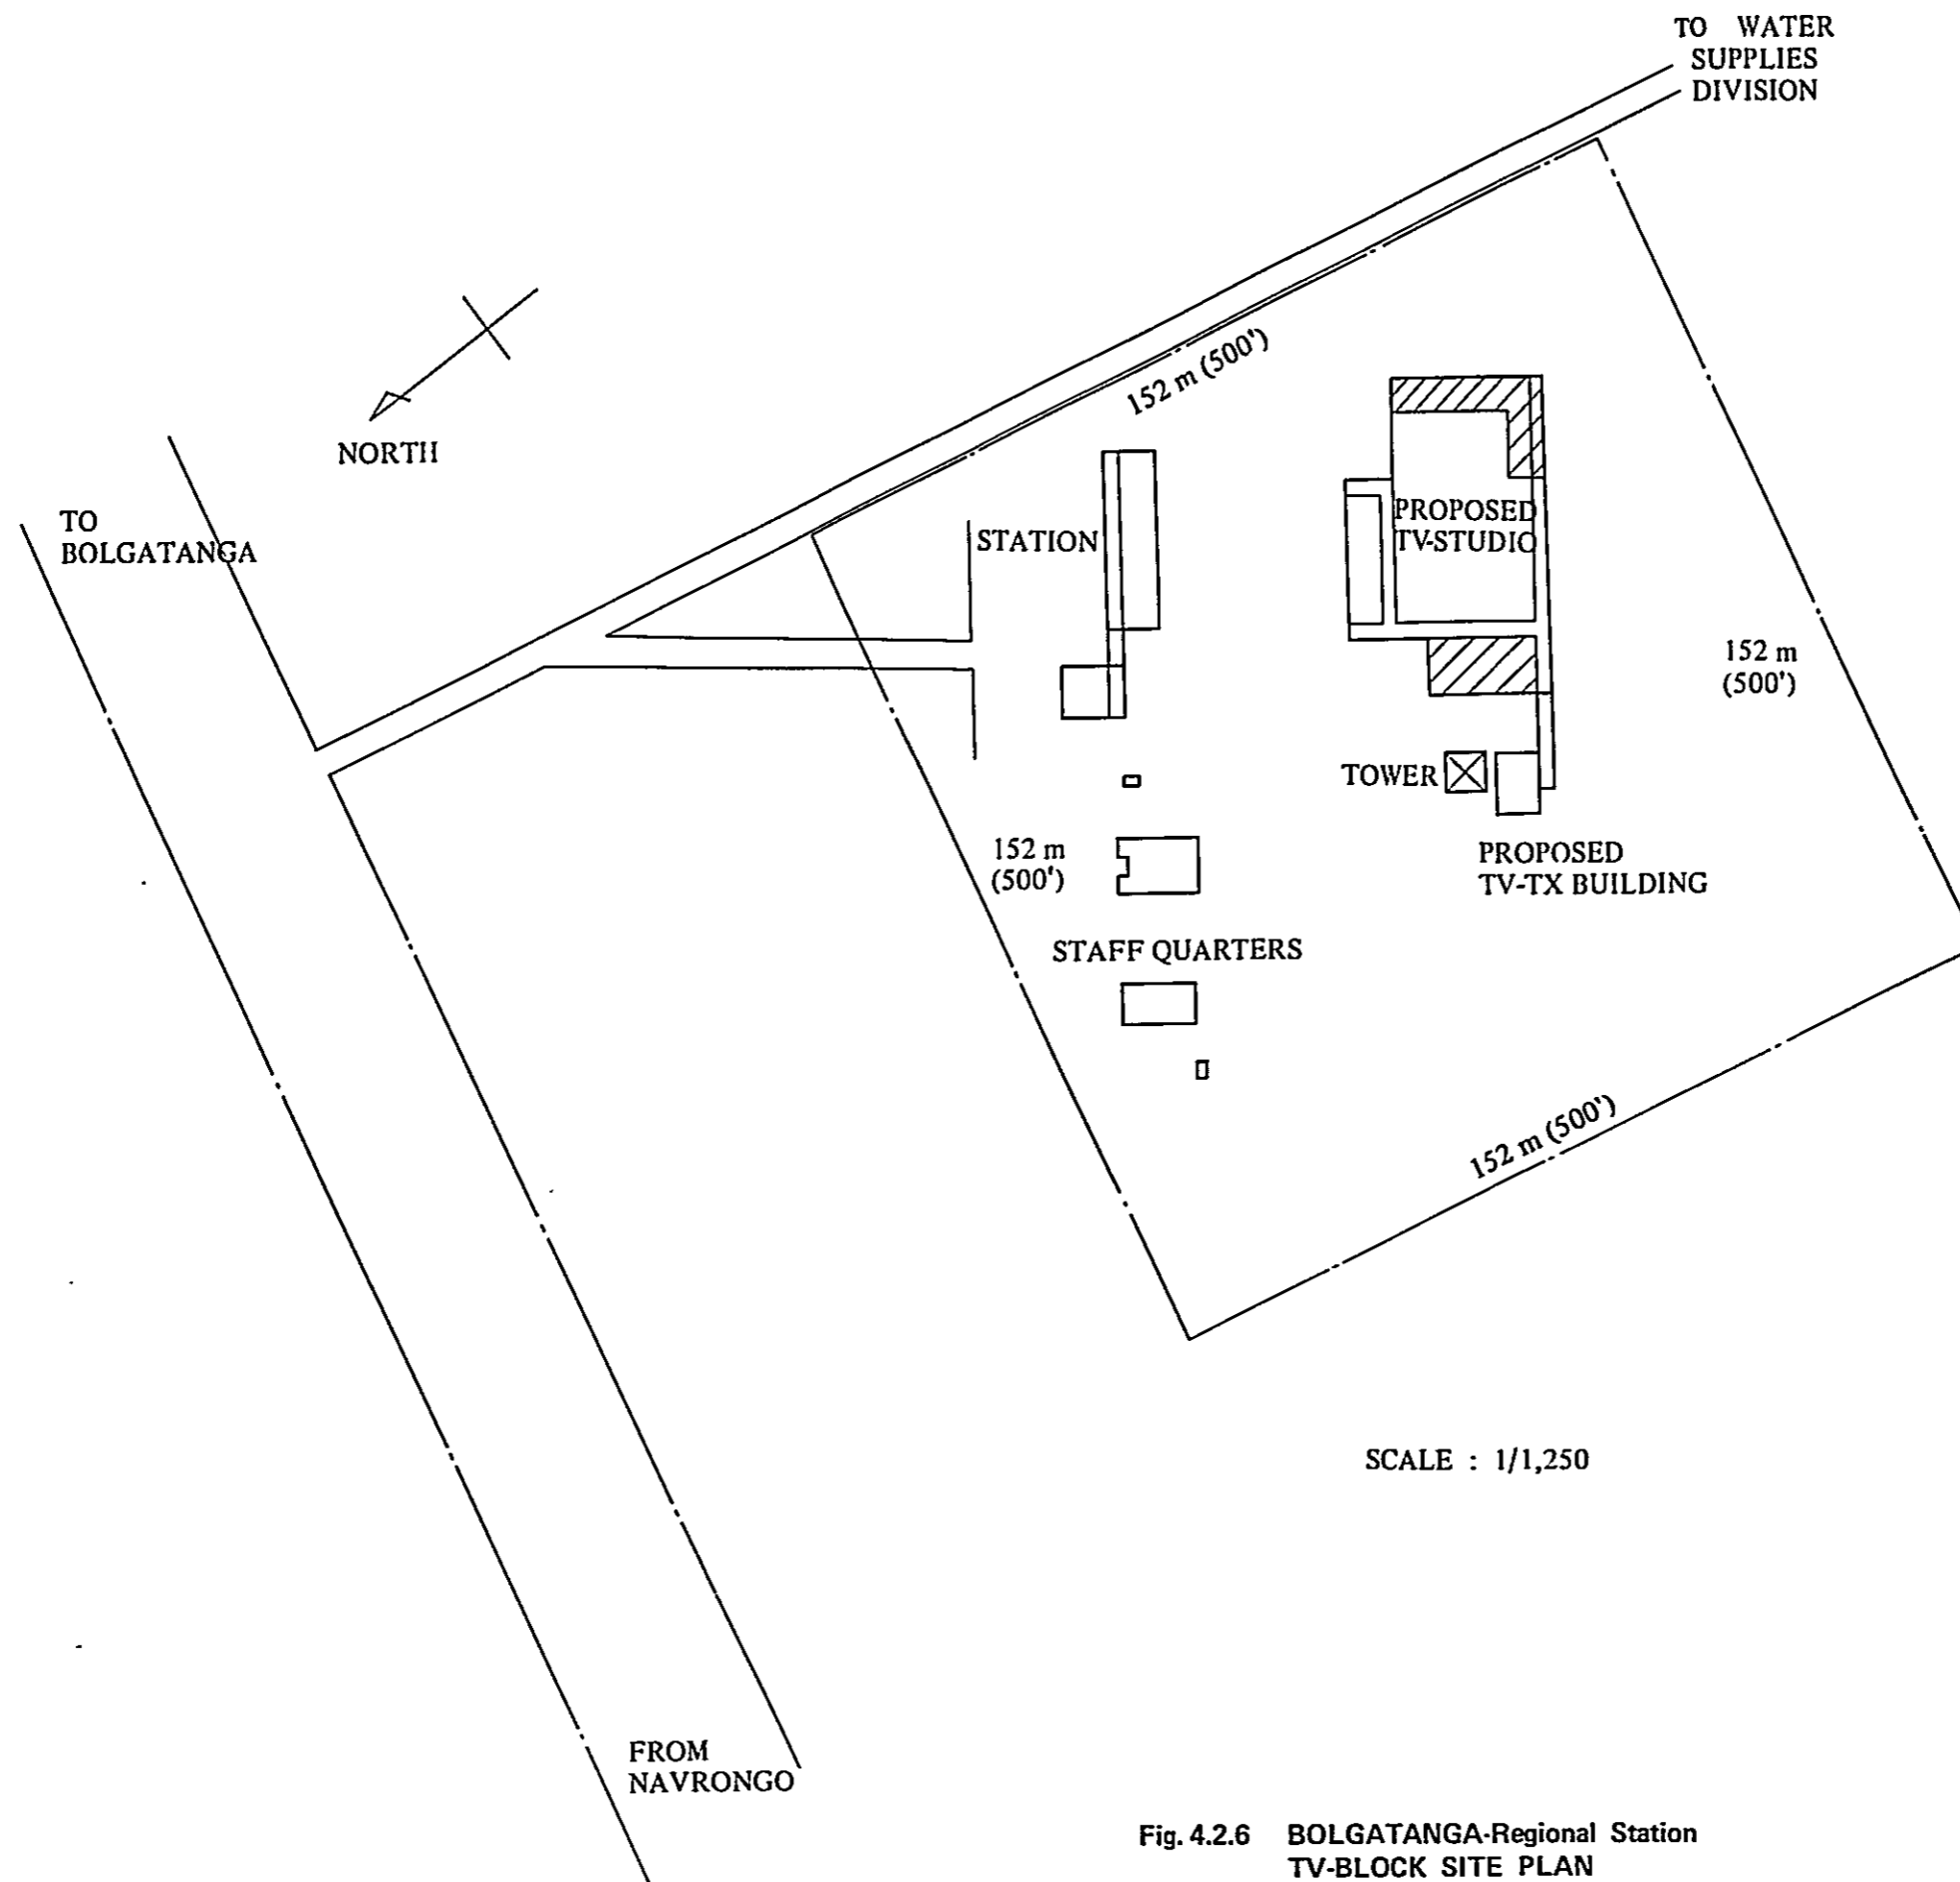 TO WATER
SUPPLIES
DIVISION
152 m (500')
NORTH
TO
BOLGATANGA
STATION
PROPOSED
TV-STUDIO
152 m
(500')
TOWER
152 m
(500')
PROPOSED
TV-TX BUILDING
STAFF QUARTERS
152 m (500')
SCALE : 1/1,250
FROM
NAVRONGO
Fig. 4.2.6 BOLGATANGA-Regional Station
TV-BLOCK SITE PLAN